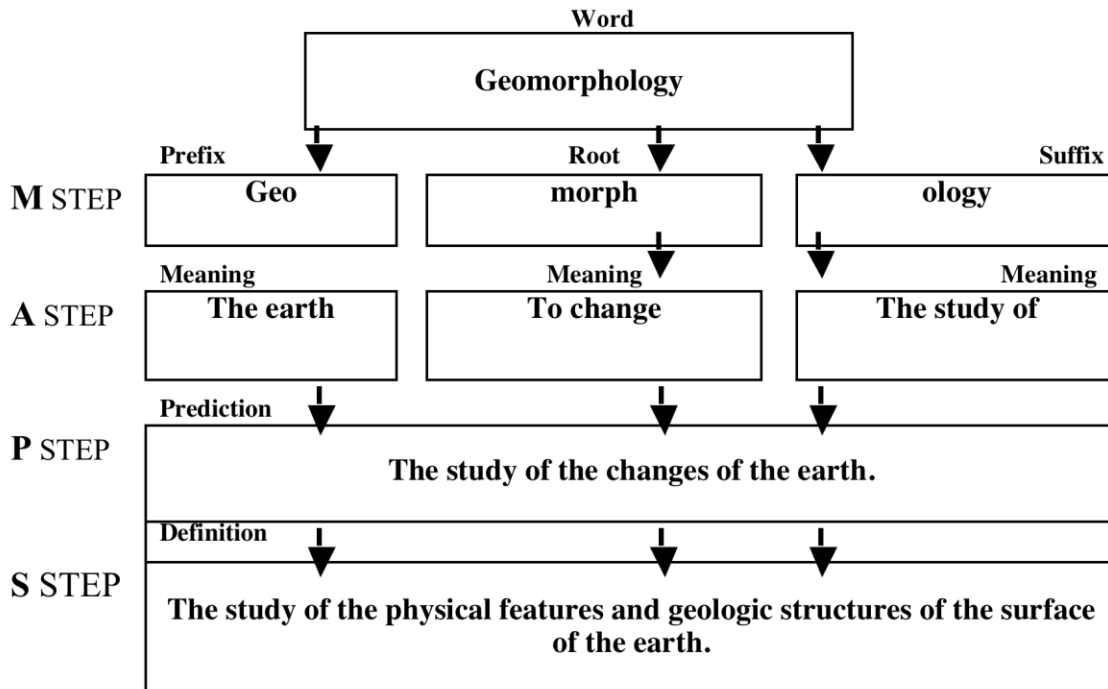 Word
Geomorphology
Prefix Root Suffix
M STEP Geo morph ology
Meaning Meaning Meaning
A STEP The earth To change The study of
Prediction
P STEP
The study of the changes of the earth.
Definition
S STEP
The study of the physical features and geologic structures of the surface
of the earth.